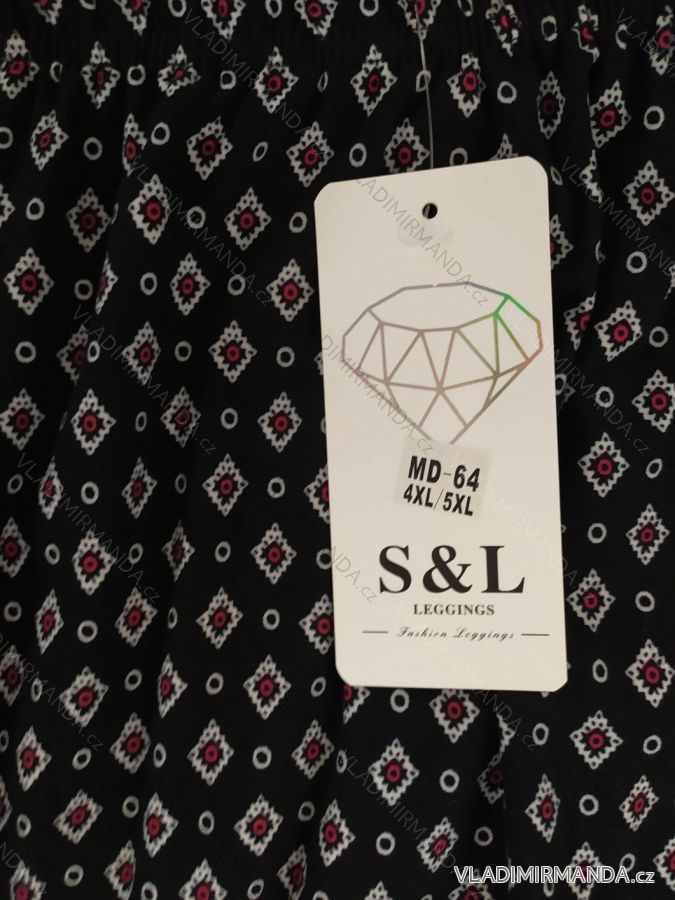 MD-64
4XL/5XL
S&L
LEGGINGS
Fashion Leggings
VLADIMIRMANDA.cz